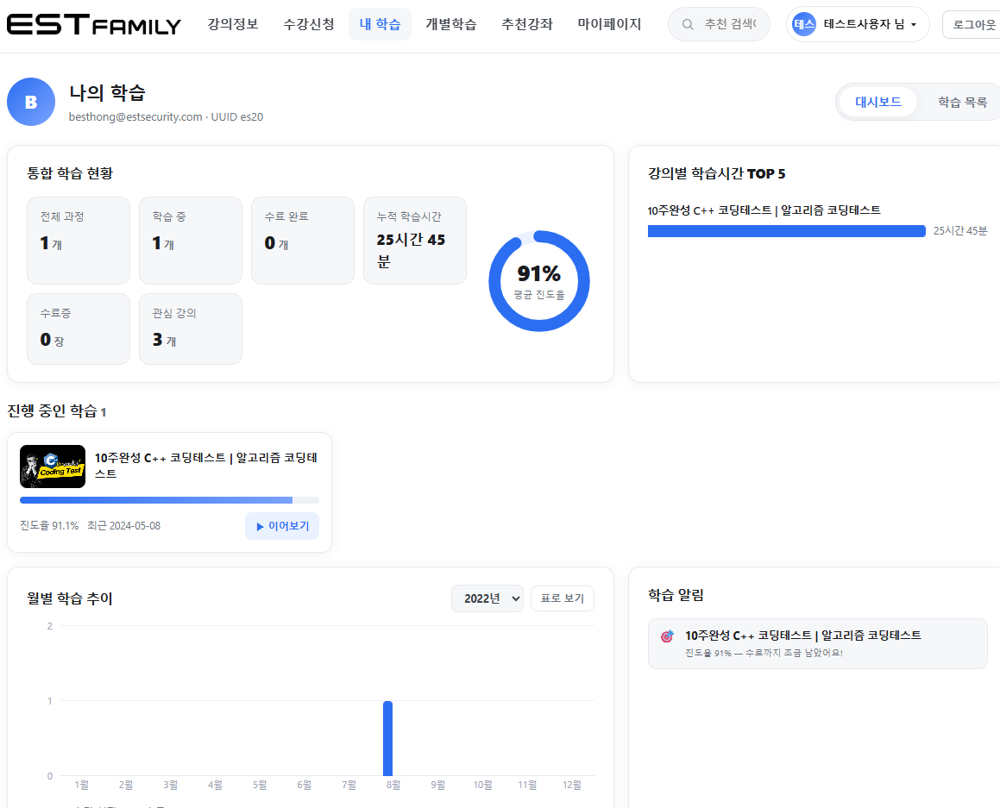 ESTFAMILY
강의정보 수강신청 내 학습 개별학습 추천강좌 마이페이지
추천 검색
테스 테스트사용자 님
로그아웃
B
나의 학습
besthong@estsecurity.com · UUID es20
대시보드 학습 목록
통합 학습 현황
전체 과정
1 개
학습 중
1 개
수료 완료
0 개
누적 학습시간
25시간 45
분
수료증
0 장
관심 강의
3 개
91%
평균 진도율
강의별 학습시간 TOP 5
10주완성 C++ 코딩테스트 | 알고리즘 코딩테스트
25시간 45분
진행 중인 학습 1
C++
Coding Test
10주완성 C++ 코딩테스트 | 알고리즘 코딩테
스트
진도율 91.1% 최근 2024-05-08
▶ 이어보기
월별 학습 추이
2022년
표로 보기
2
1
0
1월 2월 3월 4월 5월 6월 7월 8월 9월 10월 11월 12월
학습 알림
10주완성 C++ 코딩테스트 | 알고리즘 코딩테스트
진도율 91% — 수료까지 조금 남았어요!